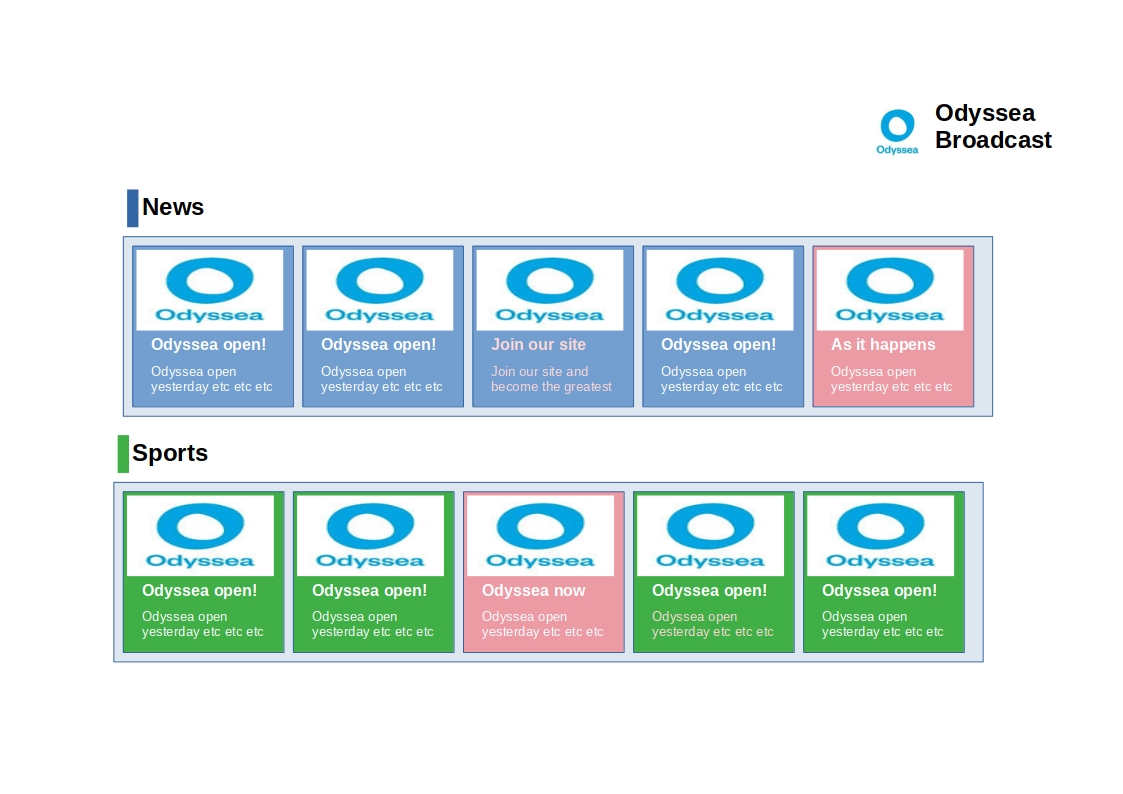 Odyssea
Odyssea
Broadcast
News
Odyssea
Odyssea open!
Odyssea open
yesterday etc etc etc
Odyssea
Odyssea open!
Odyssea open
yesterday etc etc etc
Odyssea
Join our site
Join our site and
become the greatest
Odyssea
Odyssea open!
Odyssea open
yesterday etc etc etc
Odyssea
As it happens
Odyssea open
yesterday etc etc etc
Sports
Odyssea
Odyssea open!
Odyssea open
yesterday etc etc etc
Odyssea
Odyssea open!
Odyssea open
yesterday etc etc etc
Odyssea
Odyssea now
Odyssea open
yesterday etc etc etc
Odyssea
Odyssea open!
Odyssea open
yesterday etc etc etc
Odyssea
Odyssea open!
Odyssea open
yesterday etc etc etc